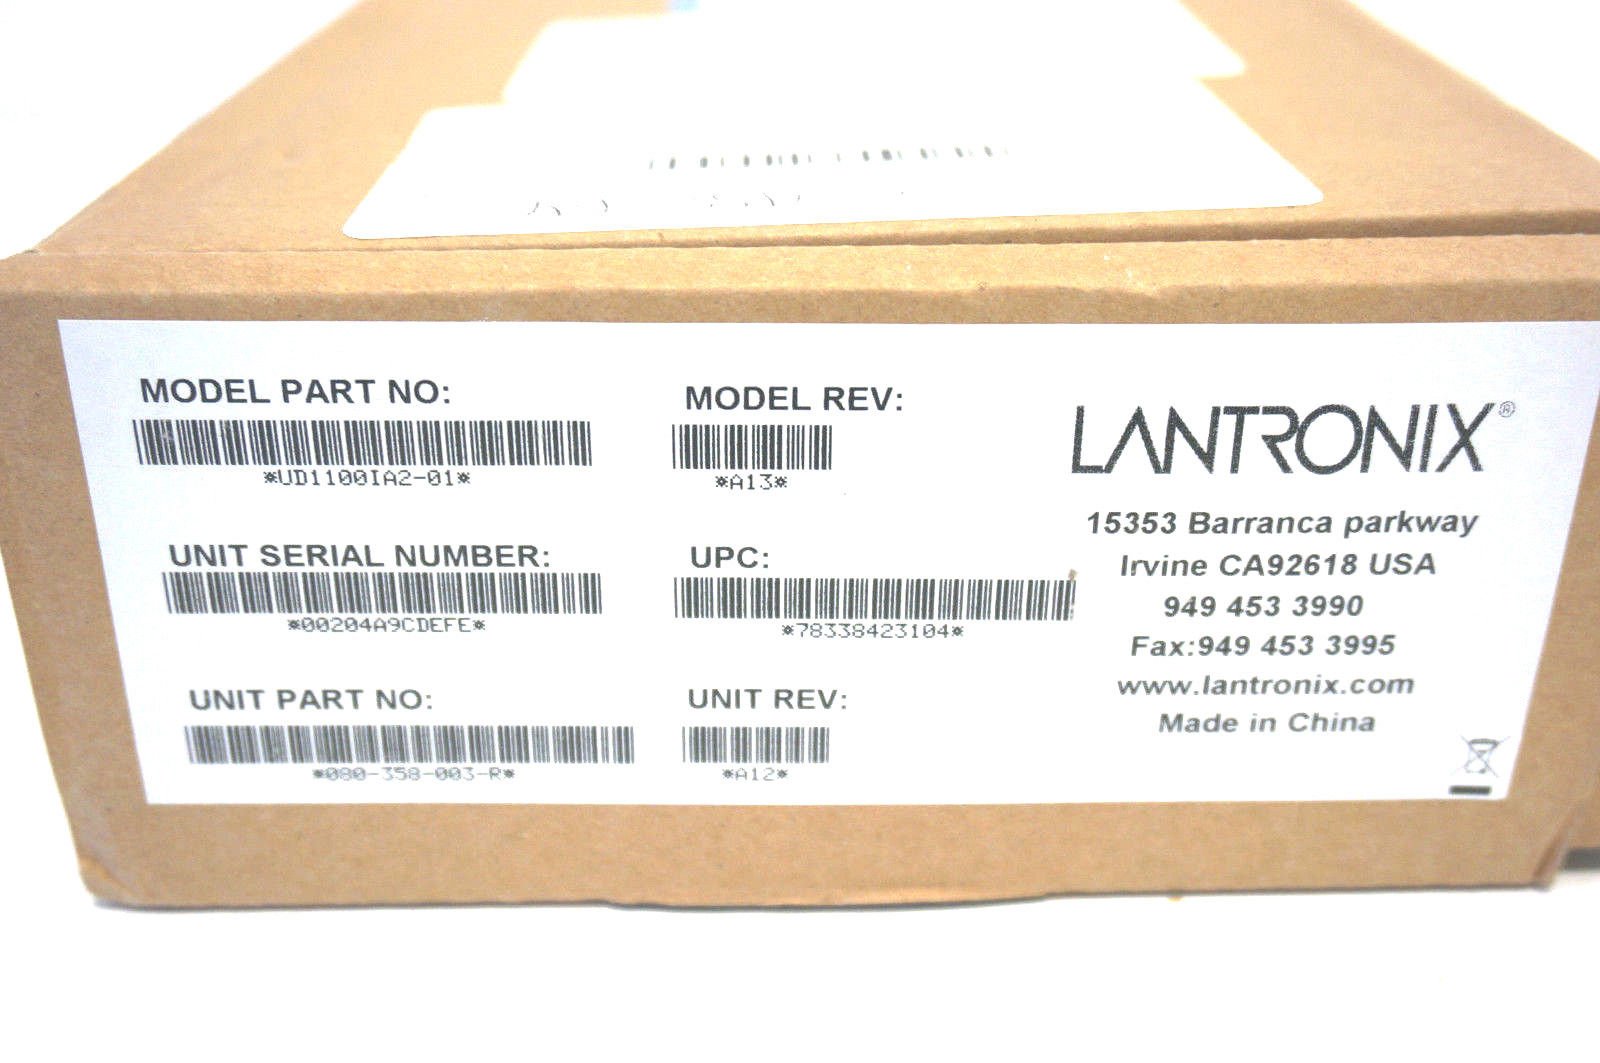 MODEL PART NO:
*UD1100IA2-01*
MODEL REV:
*A13*
UNIT SERIAL NUMBER:
*00204A9CDEFE*
UPC:
*78338423104*
UNIT PART NO:
*080-358-003-R*
UNIT REV:
*A12*
LANTRONIX®
15353 Barranca parkway
Irvine CA92618 USA
949 453 3990
Fax:949 453 3995
www.lantronix.com
Made in China